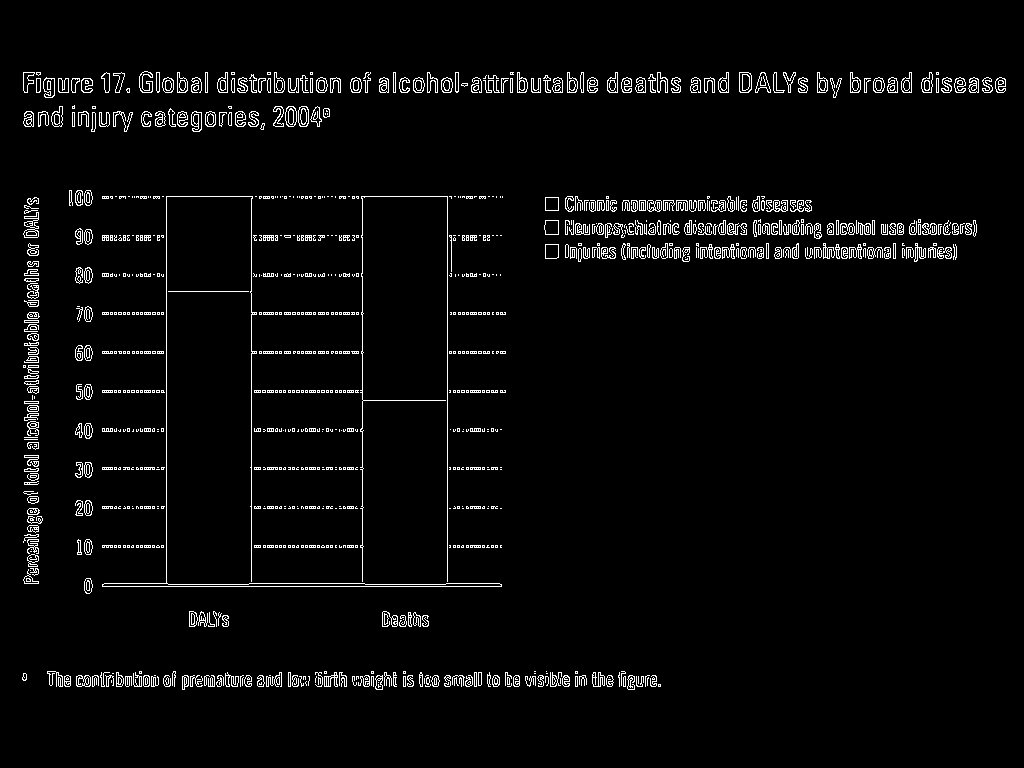 Figure 17. Global distribution of alcohol-attributable deaths and DALYs by broad disease
and injury categories, 2004a
Percentage of total alcohol-attributable deaths or DALYs
100
90
80
70
60
50
40
30
20
10
0
DALYs
Deaths
Chronic noncommunicable diseases
Neuropsychiatric disorders (including alcohol use disorders)
Injuries (including intentional and unintentional injuries)
a The contribution of premature and low birth weight is too small to be visible in the figure.